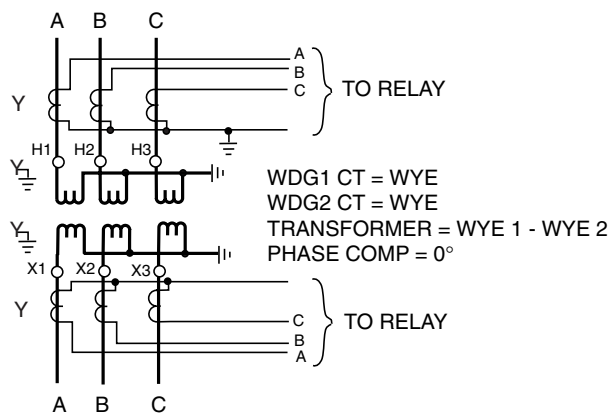 A B C
A
B
C
TO RELAY
Y
H1 H2 H3
Y
WDG1 CT = WYE
WDG2 CT = WYE
TRANSFORMER = WYE 1 - WYE 2
PHASE COMP = 0°
Y
X1 X2 X3
Y
C
B
A
TO RELAY
A B C